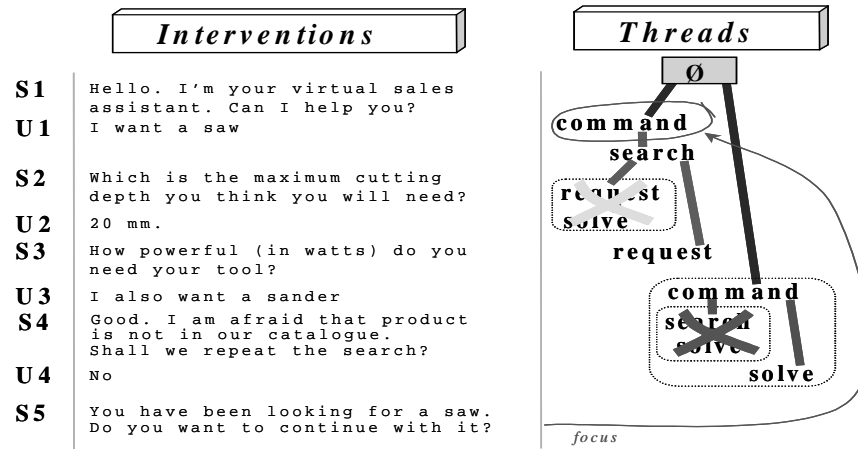 Interventions
Threads
Ø
S1
Hello. I'm your virtual sales
assistant. Can I help you?
U1
I want a saw
command
search
S2
Which is the maximum cutting
depth you think you will need?
request
solve
U2
20 mm.
S3
How powerful (in watts) do you
need your tool?
request
U3
I also want a sander
command
S4
Good. I am afraid that product
is not in our catalogue.
Shall we repeat the search?
search
solve
U4
No
solve
S5
You have been looking for a saw.
Do you want to continue with it?
focus